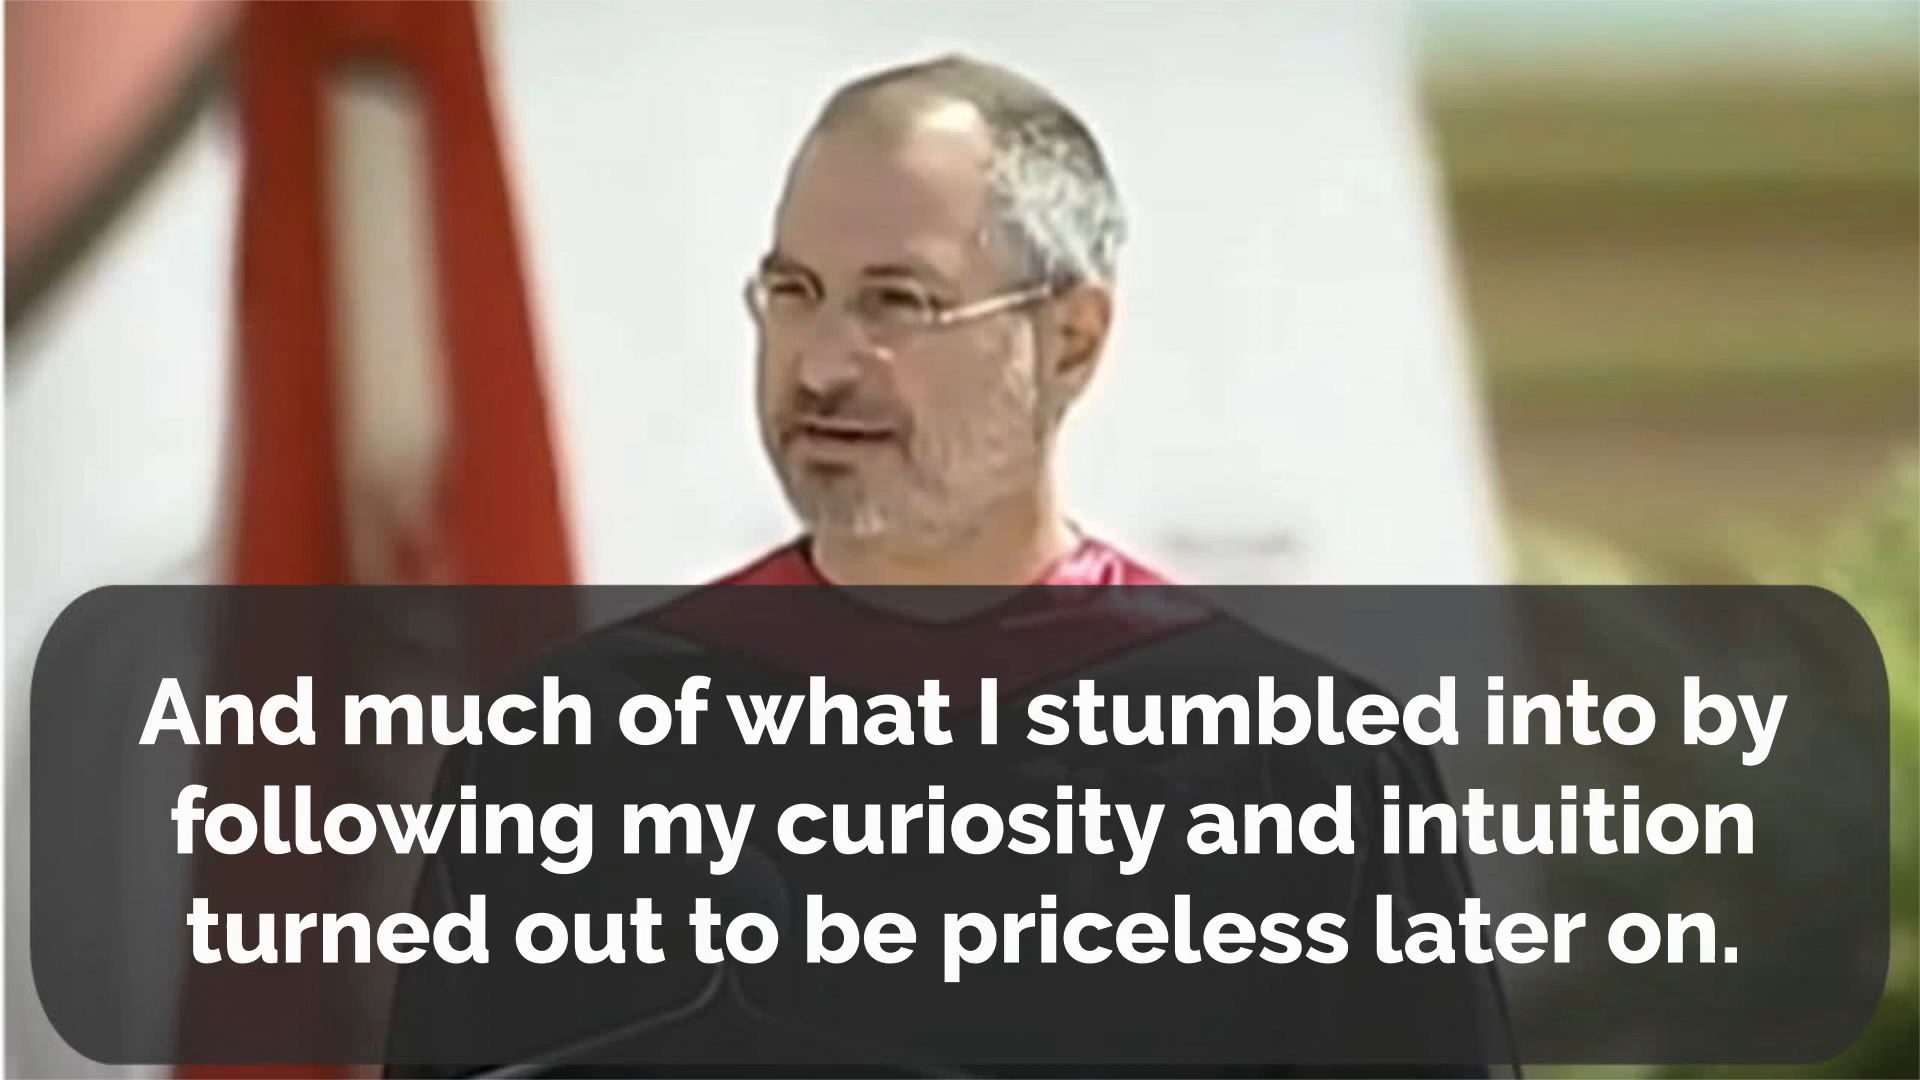 And much of what I stumbled into by
following my curiosity and intuition
turned out to be priceless later on.